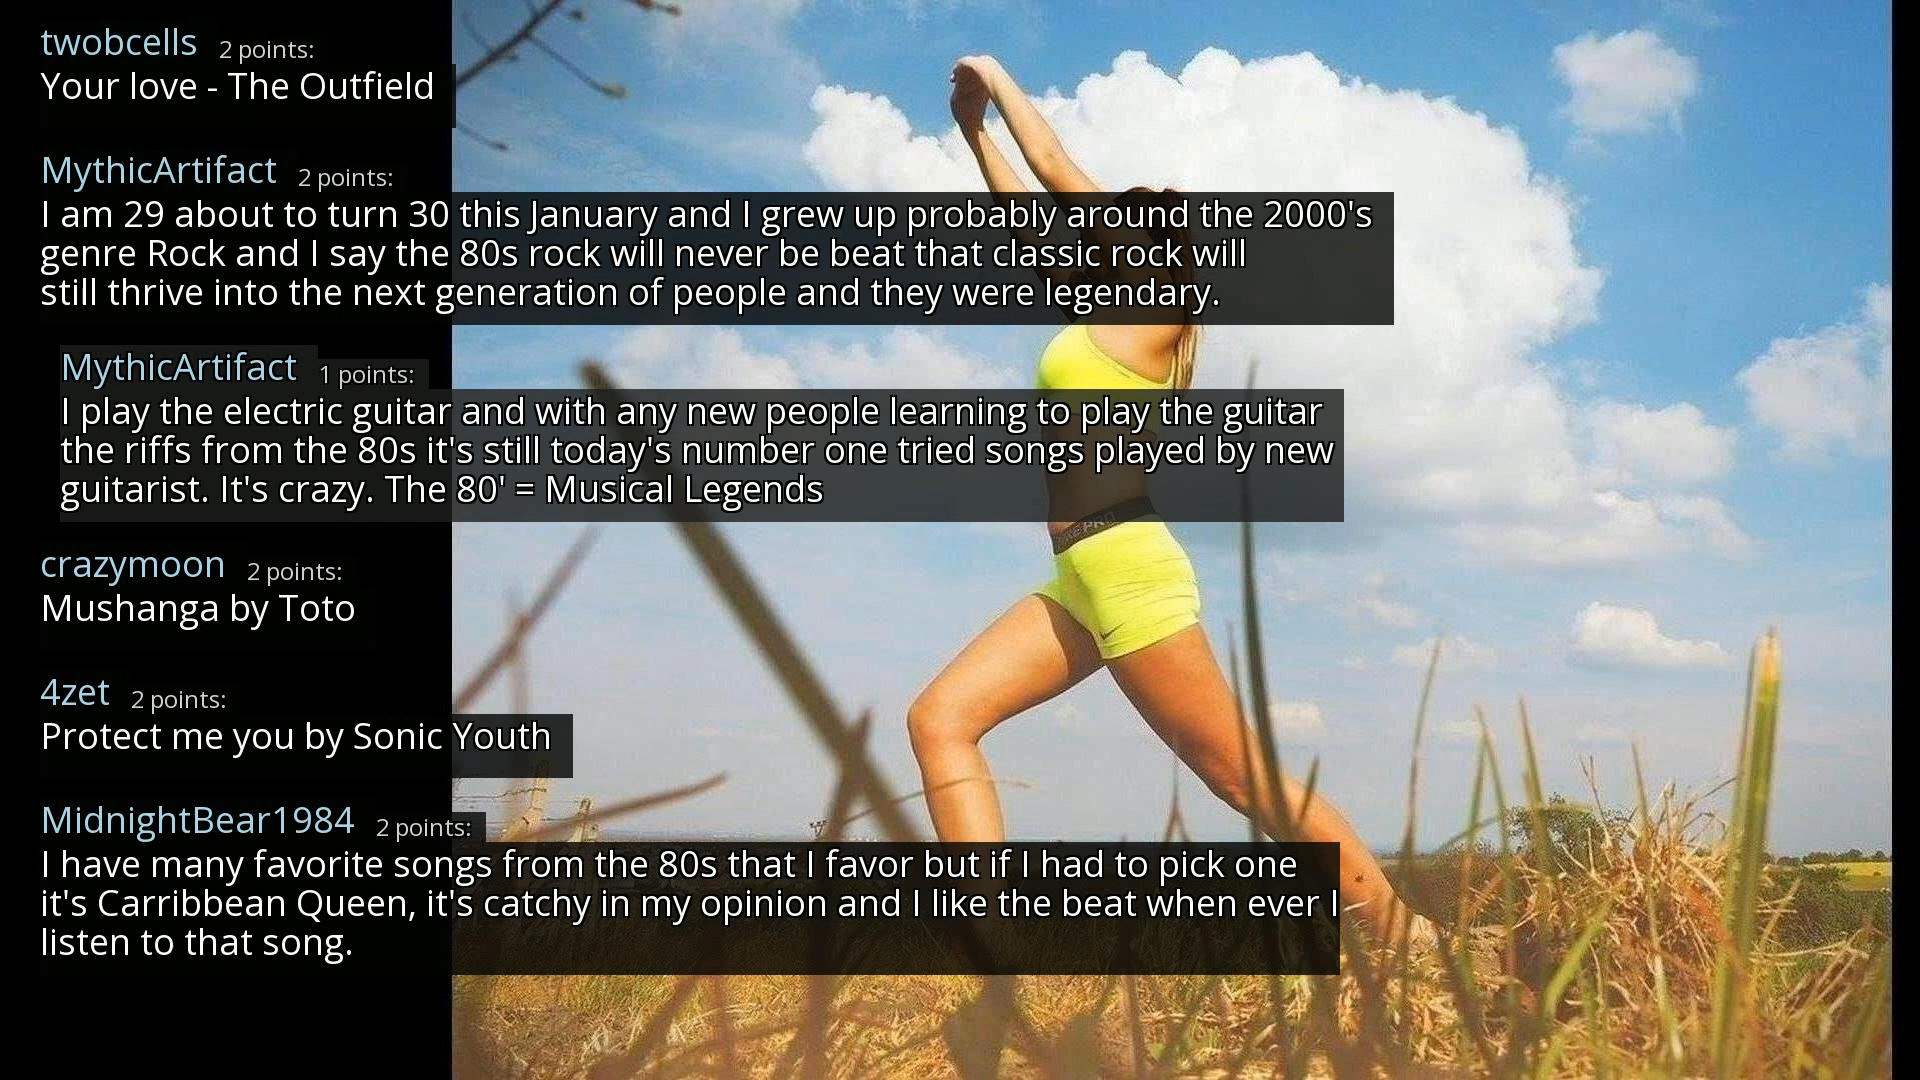 twobcells 2 points:
Your love - The Outfield
MythicArtifact 2 points:
I am 29 about to turn 30 this January and I grew up probably around the 2000's
genre Rock and I say the 80s rock will never be beat that classic rock will
still thrive into the next generation of people and they were legendary.
MythicArtifact 1 points:
I play the electric guitar and with any new people learning to play the guitar
the riffs from the 80s it's still today's number one tried songs played by new
guitarist. It's crazy. The 80' = Musical Legends
PRO
crazymoon 2 points:
Mushanga by Toto
4zet 2 points:
Protect me you by Sonic Youth
MidnightBear1984 2 points:
I have many favorite songs from the 80s that I favor but if I had to pick one
it's Carribbean Queen, it's catchy in my opinion and I like the beat when ever I
listen to that song.